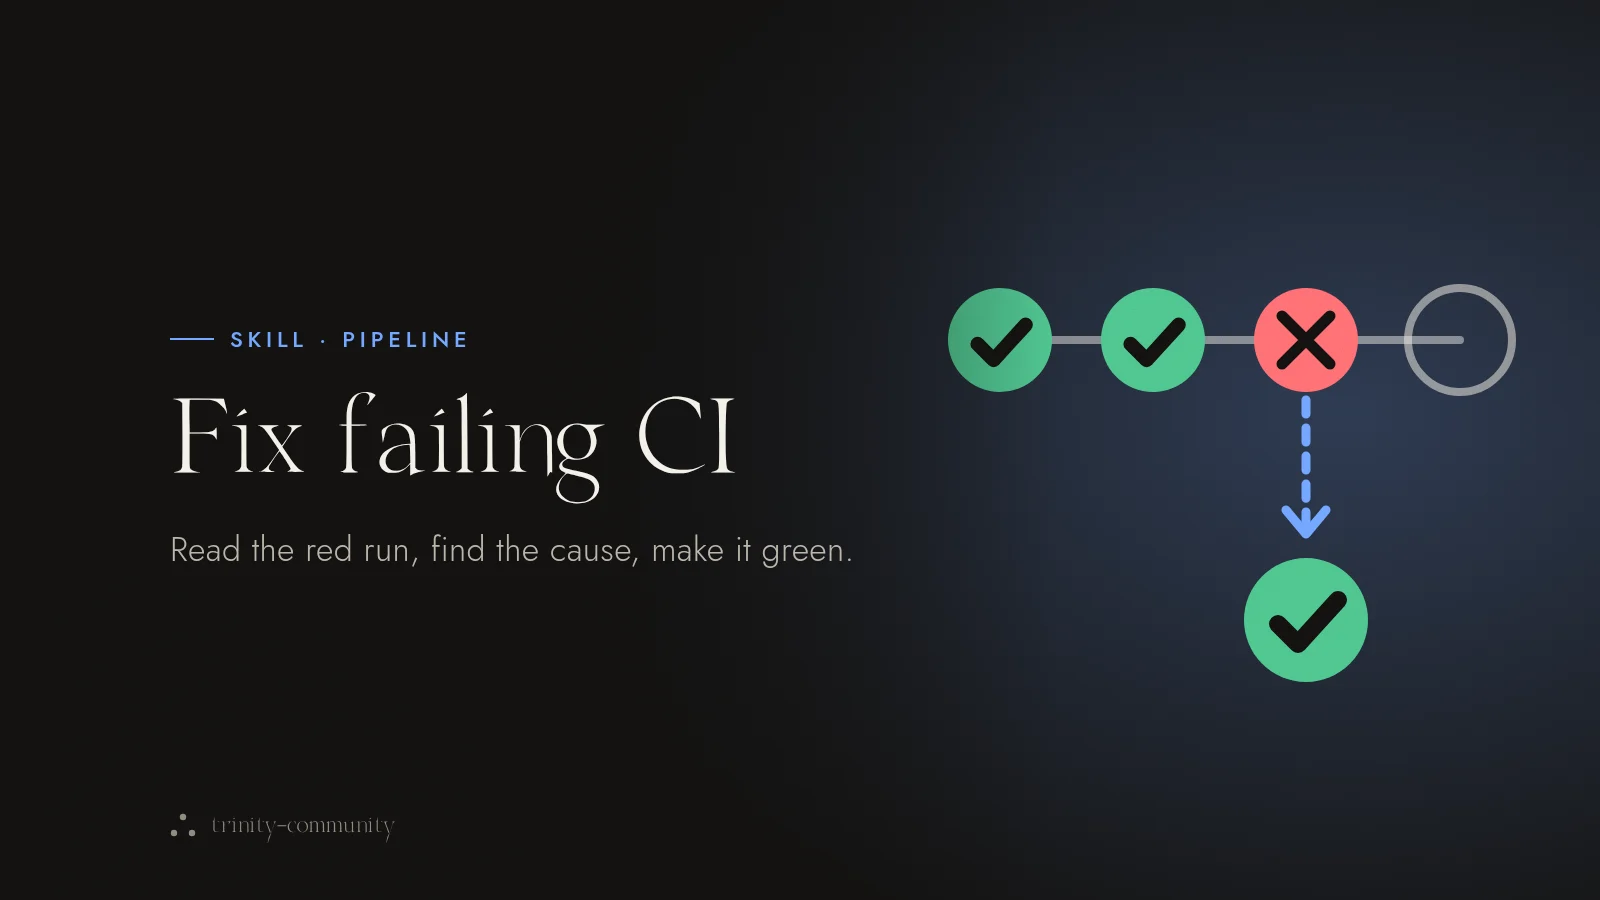 SKILL · PIPELINE
Fix failing CI
Read the red run, find the cause, make it green.
trinity-community